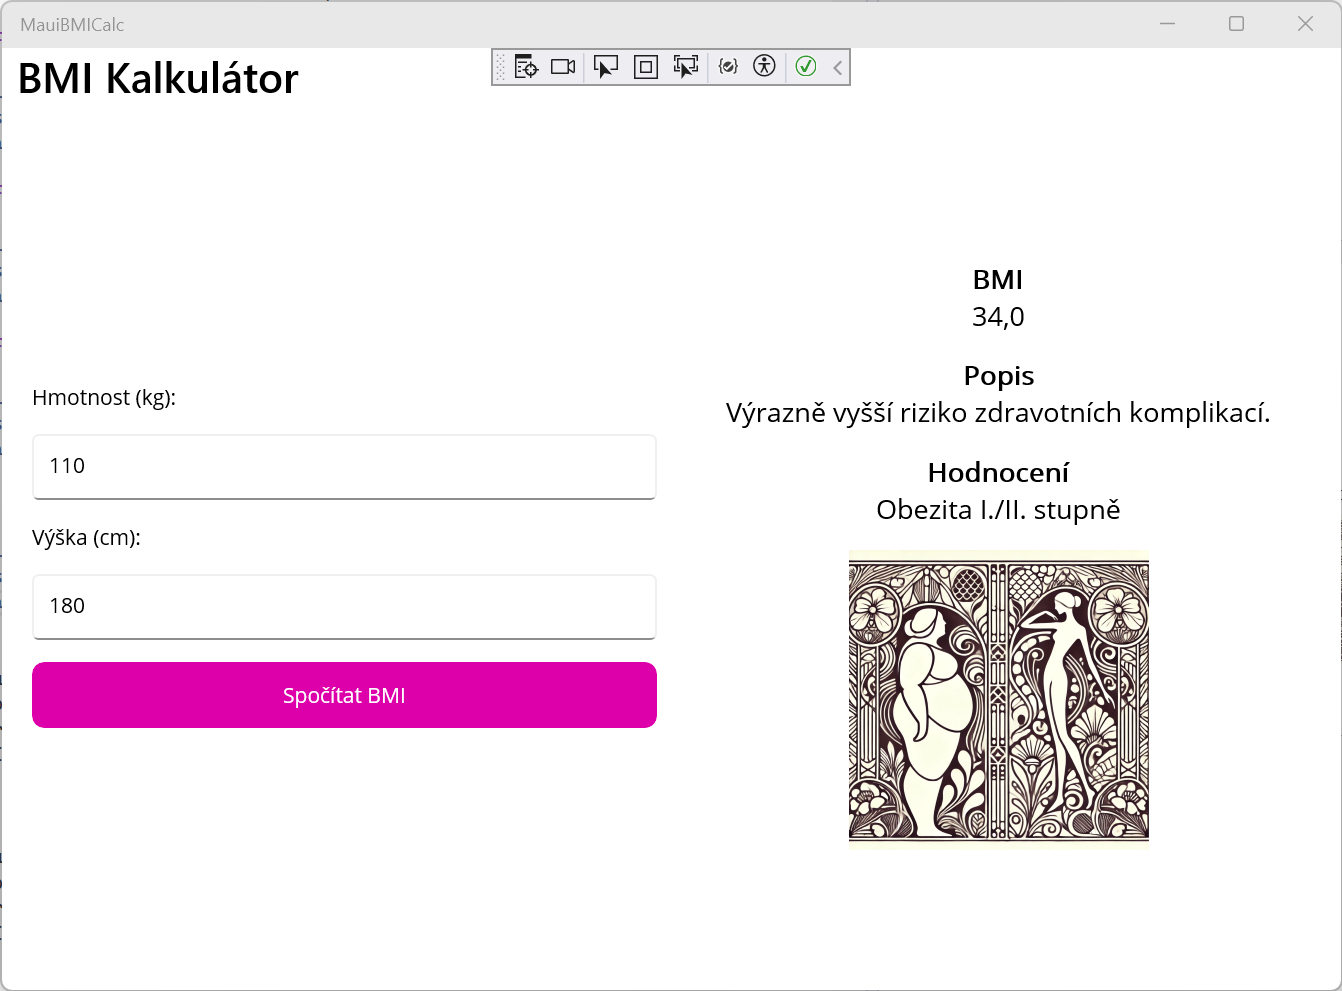 MauiBMICalc
BMI Kalkulátor
Hmotnost (kg):
110
Výška (cm):
180
Spočítat BMI
BMI
34,0
Popis
Výrazně vyšší riziko zdravotních komplikací.
Hodnocení
Obezita I./II. stupně